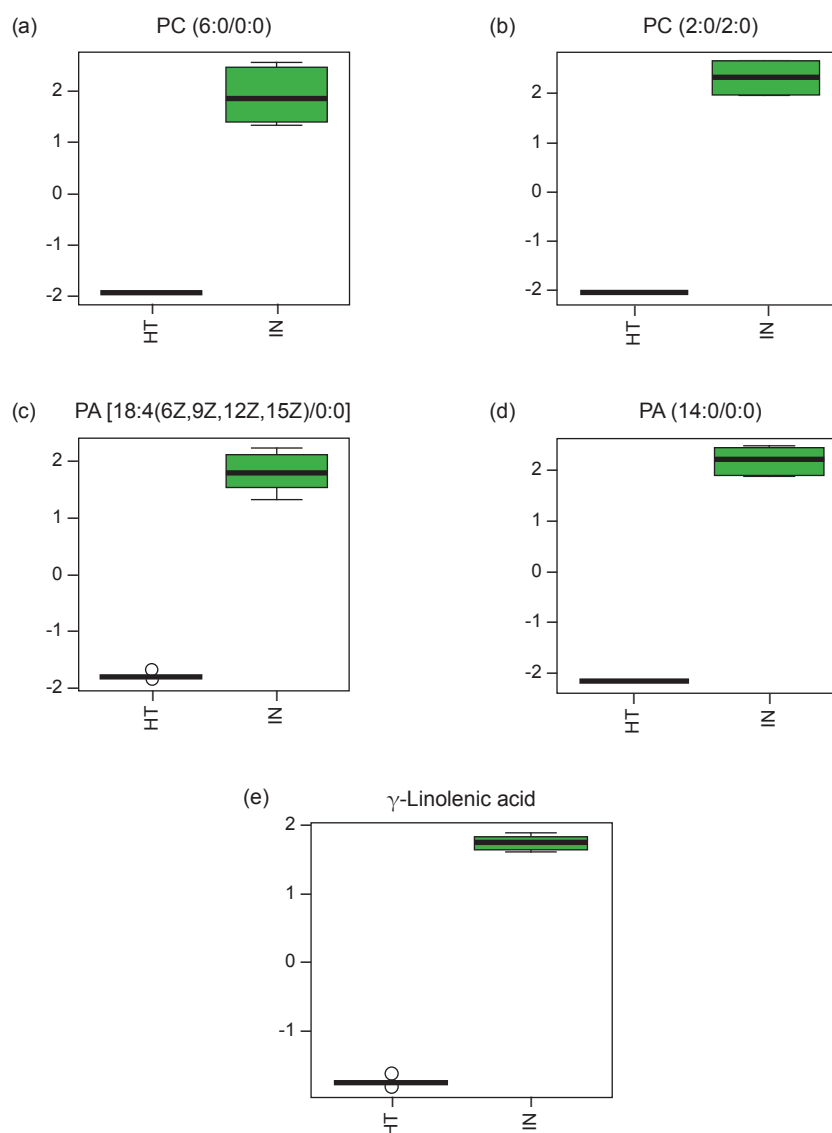 (a) PC (6:0/0:0)
2
1
0
-1
-2
HT
IN
(b) PC (2:0/2:0)
2
1
0
-1
-2
HT
IN
(c) PA [18:4(6Z,9Z,12Z,15Z)/0:0]
2
1
0
-1
-2
HT
IN
(d) PA (14:0/0:0)
2
1
0
-1
-2
HT
IN
(e) γ-Linolenic acid
2
1
0
-1
HT
IN